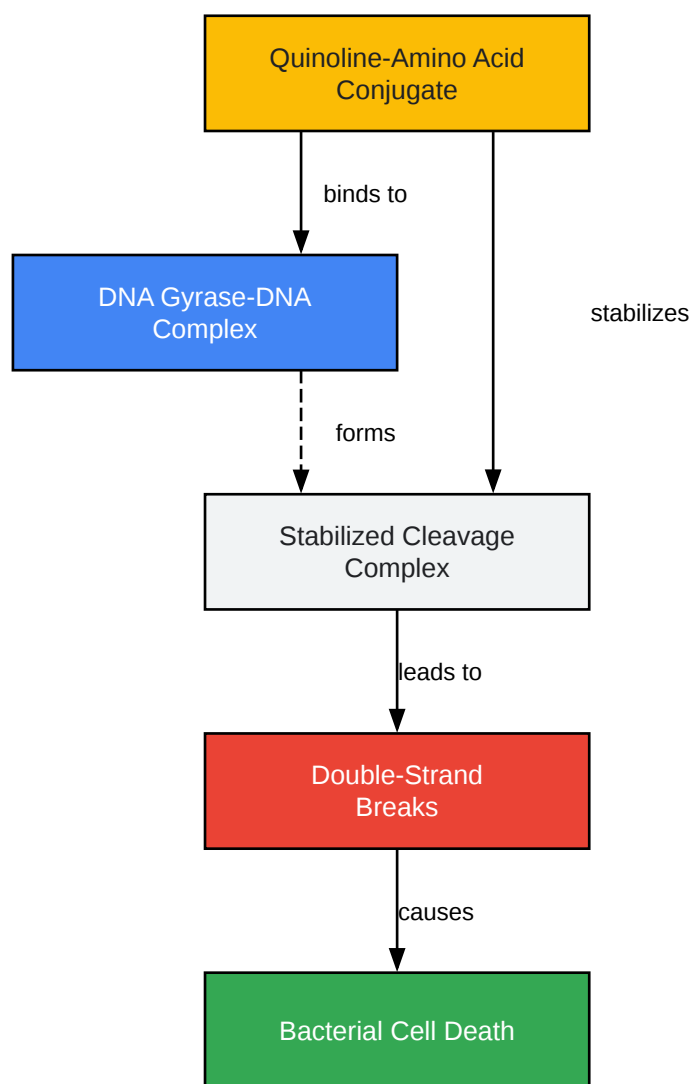 Quinoline-Amino Acid
Conjugate
binds to
DNA Gyrase-DNA
Complex
stabilizes
forms
Stabilized Cleavage
Complex
leads to
Double-Strand
Breaks
causes
Bacterial Cell Death